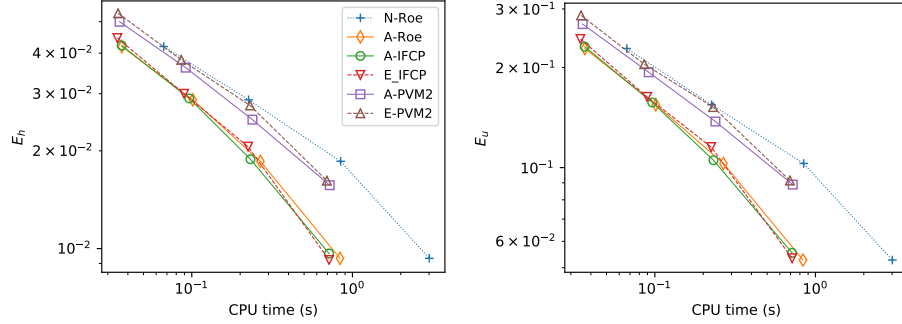 4 × 10⁻²
3 × 10⁻²
2 × 10⁻²
10⁻²
E_h
10⁻¹
10⁰
CPU time (s)
N-Roe
A-Roe
A-IFCP
E_IFCP
A-PVM2
E-PVM2
3 × 10⁻¹
2 × 10⁻¹
10⁻¹
6 × 10⁻²
E_u
10⁻¹
10⁰
CPU time (s)